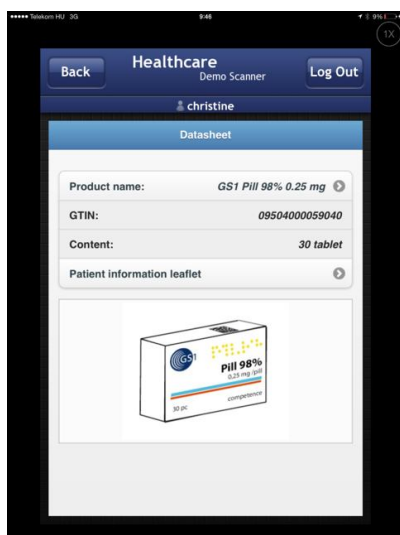 Telekom HU 3G 9:46 9%
1X
Back Healthcare Log Out
Demo Scanner
christine
Datasheet
Product name: GS1 Pill 98% 0.25 mg
GTIN: 09504000059040
Content: 30 tablet
Patient information leaflet
GS1
Pill 98%
0.25 mg /pill
30 pc competence